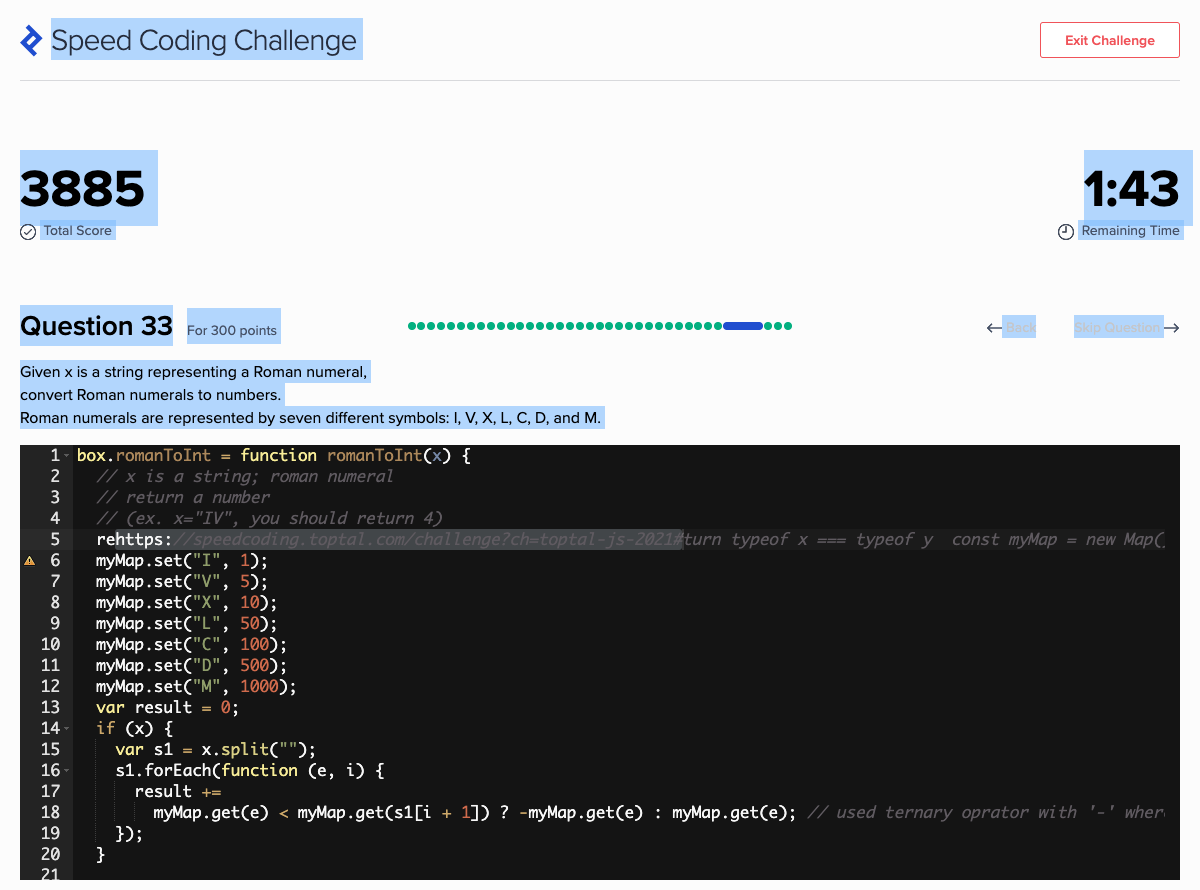 Speed Coding Challenge
Exit Challenge
3885
Total Score
1:43
Remaining Time
Question 33
For 300 points
Back
Skip Question
Given x is a string representing a Roman numeral,
convert Roman numerals to numbers.
Roman numerals are represented by seven different symbols: I, V, X, L, C, D, and M.
1 box.romanToInt = function romanToInt(x) {
2 // x is a string; roman numeral
3 // return a number
4 // (ex. x="IV", you should return 4)
5 rehttps://speedcoding.toptal.com/challenge?ch=toptal-js-2021#turn typeof x === typeof y  const myMap = new Map(
6 myMap.set("I", 1);
7 myMap.set("V", 5);
8 myMap.set("X", 10);
9 myMap.set("L", 50);
10 myMap.set("C", 100);
11 myMap.set("D", 500);
12 myMap.set("M", 1000);
13 var result = 0;
14 if (x) {
15 var s1 = x.split("");
16 s1.forEach(function (e, i) {
17 result +=
18 myMap.get(e) < myMap.get(s1[i + 1]) ? -myMap.get(e) : myMap.get(e); // used ternary oprator with '-' wher
19 });
20 }
21